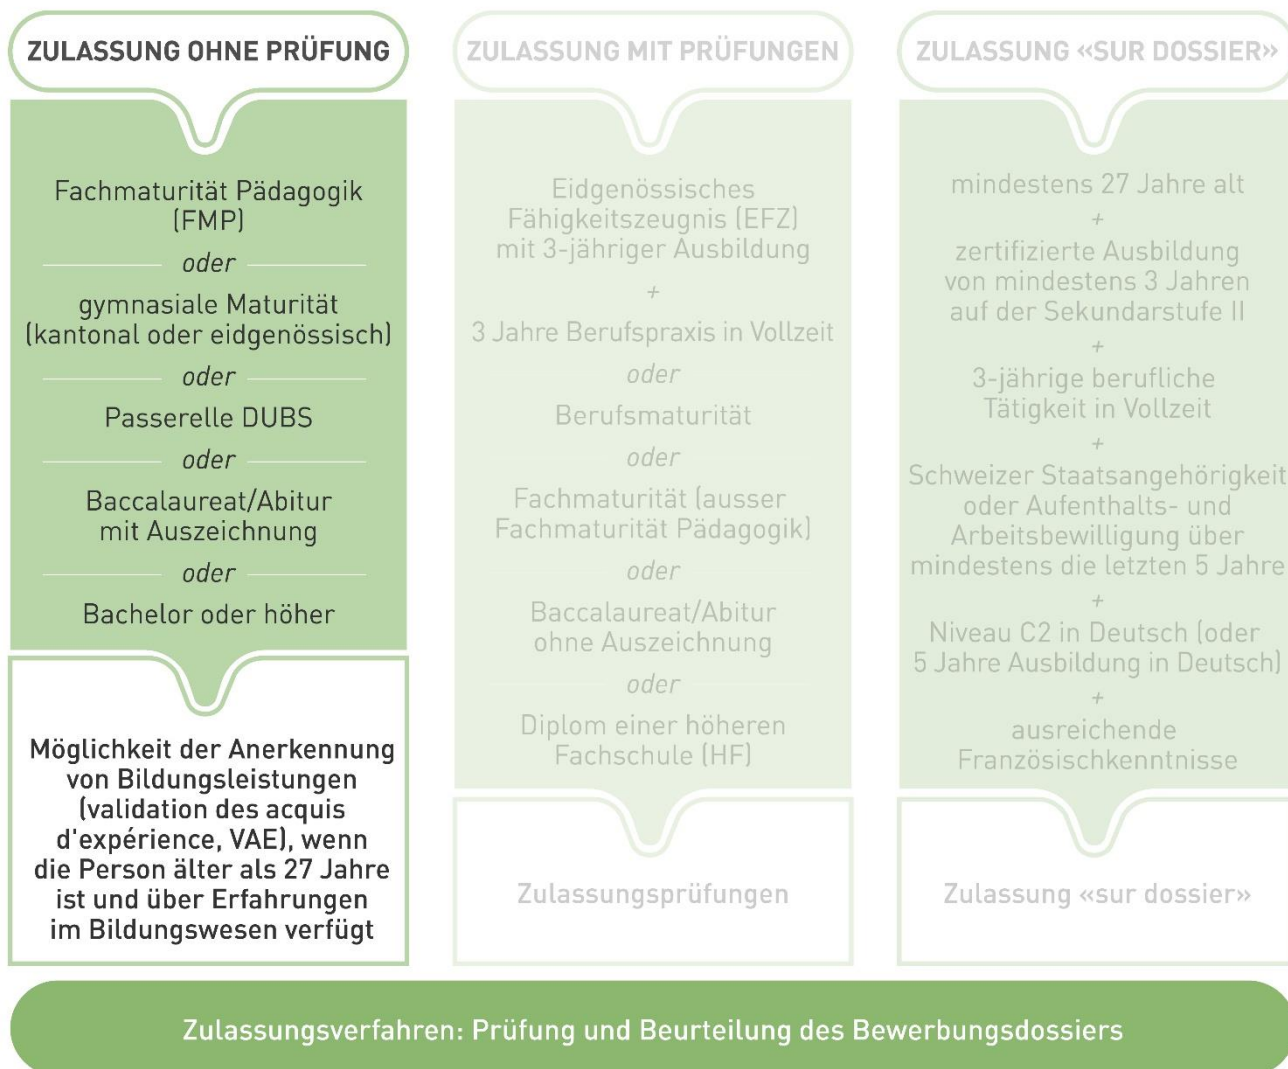 ZULASSUNG OHNE PRÜFUNG
Fachmaturität Pädagogik
(FMP)
oder
gymnasiale Maturität
(kantonal oder eidgenössisch)
oder
Passerelle DUBS
oder
Baccalaureat/Abitur
mit Auszeichnung
oder
Bachelor oder höher
Möglichkeit der Anerkennung
von Bildungsleistungen
(validation des acquis
d'expérience, VAE), wenn
die Person älter als 27 Jahre
ist und über Erfahrungen
im Bildungswesen verfügt
ZULASSUNG MIT PRÜFUNGEN
Eidgenössisches
Fähigkeitszeugnis (EFZ)
mit 3-jähriger Ausbildung
+
3 Jahre Berufspraxis in Vollzeit
oder
Berufsmaturität
oder
Fachmaturität (ausser
Fachmaturität Pädagogik)
oder
Baccalaureat/Abitur
ohne Auszeichnung
oder
Diplom einer höheren
Fachschule (HF)
Zulassungsprüfungen
ZULASSUNG «SUR DOSSIER»
mindestens 27 Jahre alt
+
zertifizierte Ausbildung
von mindestens 3 Jahren
auf der Sekundarstufe II
+
3-jährige berufliche
Tätigkeit in Vollzeit
+
Schweizer Staatsangehörigkeit
oder Aufenthalts- und
Arbeitsbewilligung über
mindestens die letzten 5 Jahre
+
Niveau C2 in Deutsch (oder
5 Jahre Ausbildung in Deutsch)
+
ausreichende
Französischkenntnisse
Zulassung «sur dossier»
Zulassungsverfahren: Prüfung und Beurteilung des Bewerbungsdossiers